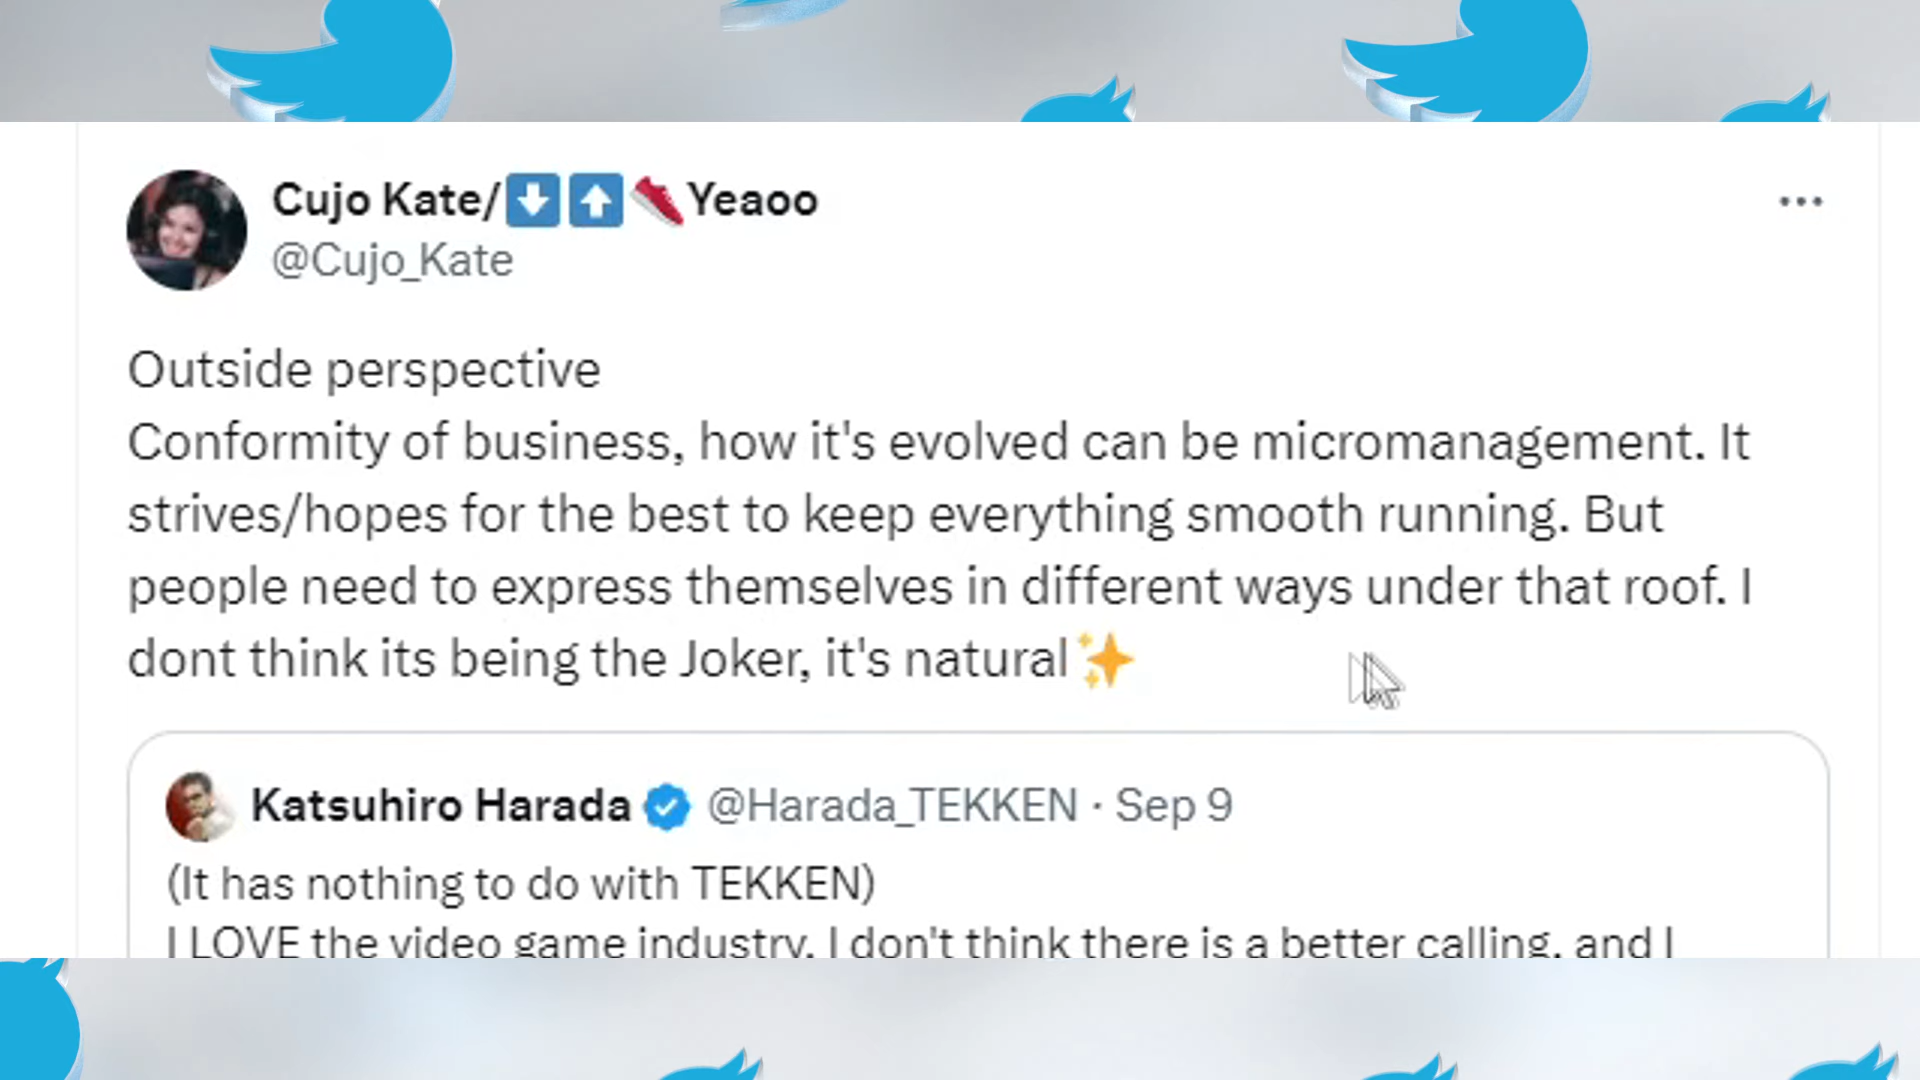 Cujo Kate/⬇️⬆️👟Yeaoo
@Cujo_Kate
Outside perspective
Conformity of business, how it's evolved can be micromanagement. It
strives/hopes for the best to keep everything smooth running. But
people need to express themselves in different ways under that roof. I
dont think its being the Joker, it's natural✨
Katsuhiro Harada @Harada_TEKKEN · Sep 9
(It has nothing to do with TEKKEN)
I LOVE the video game industry. I don't think there is a better calling, and I